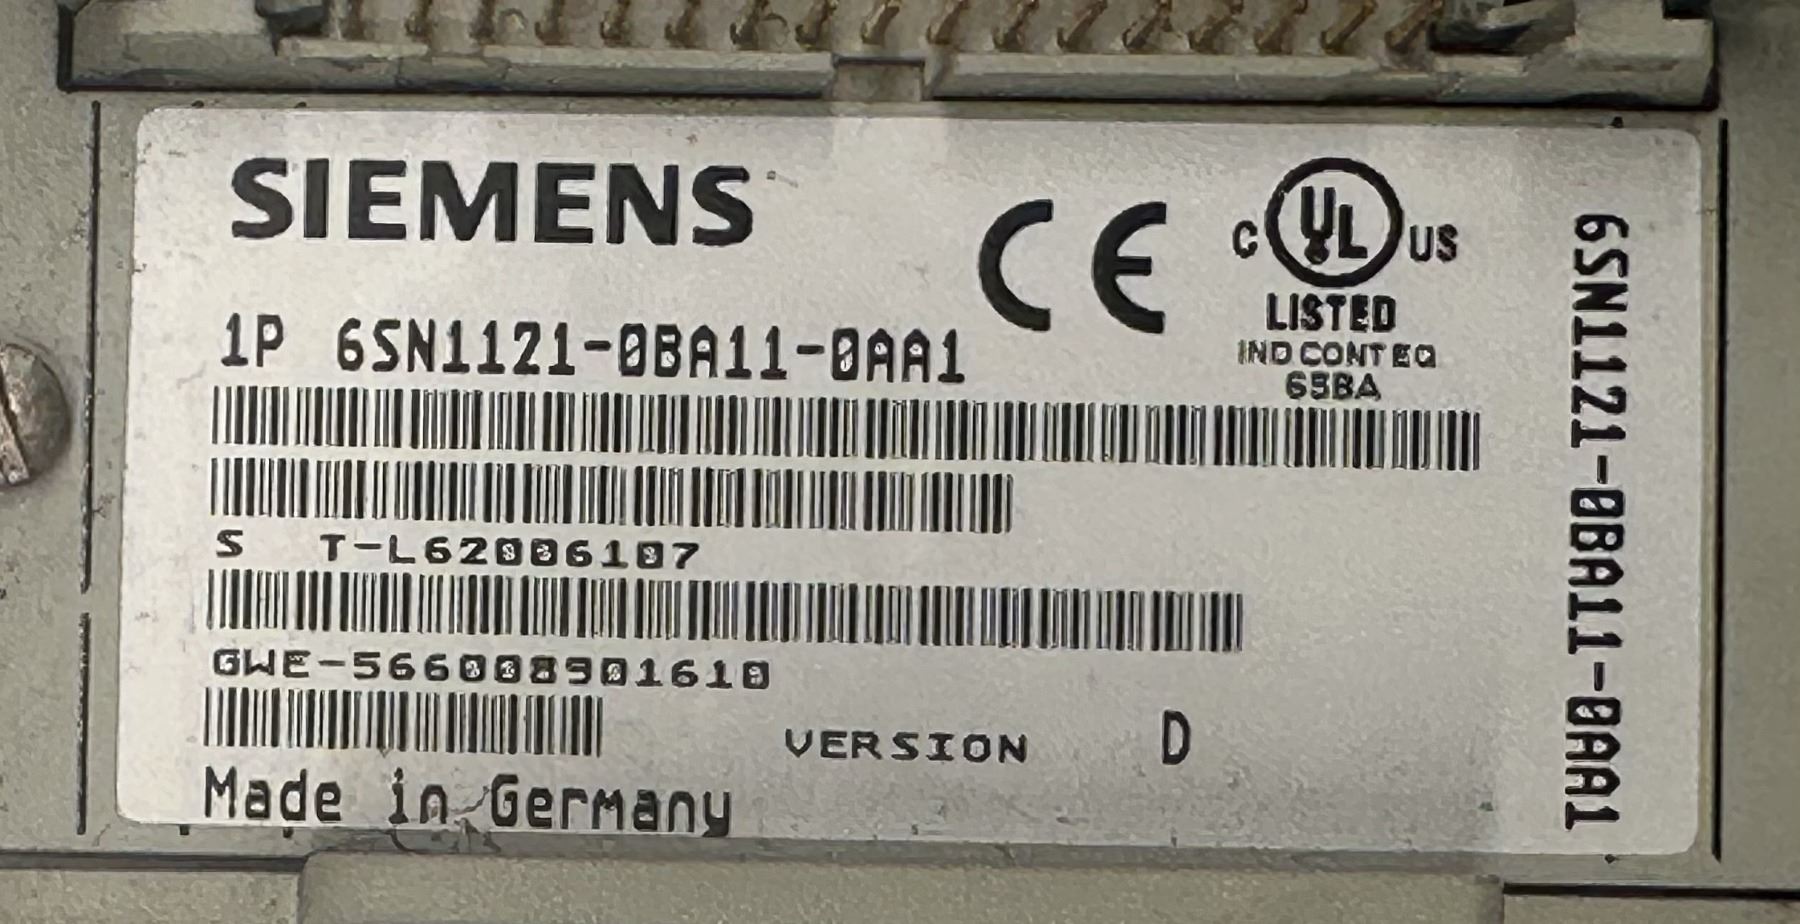 SIEMENS
CE
C UL US
LISTED
IND CONT EQ
65BA
1P 6SN1121-0BA11-0AA1
S T-L62006107
GWE-566008901610
VERSION D
Made in Germany
6SN1121-0BA11-0AA1